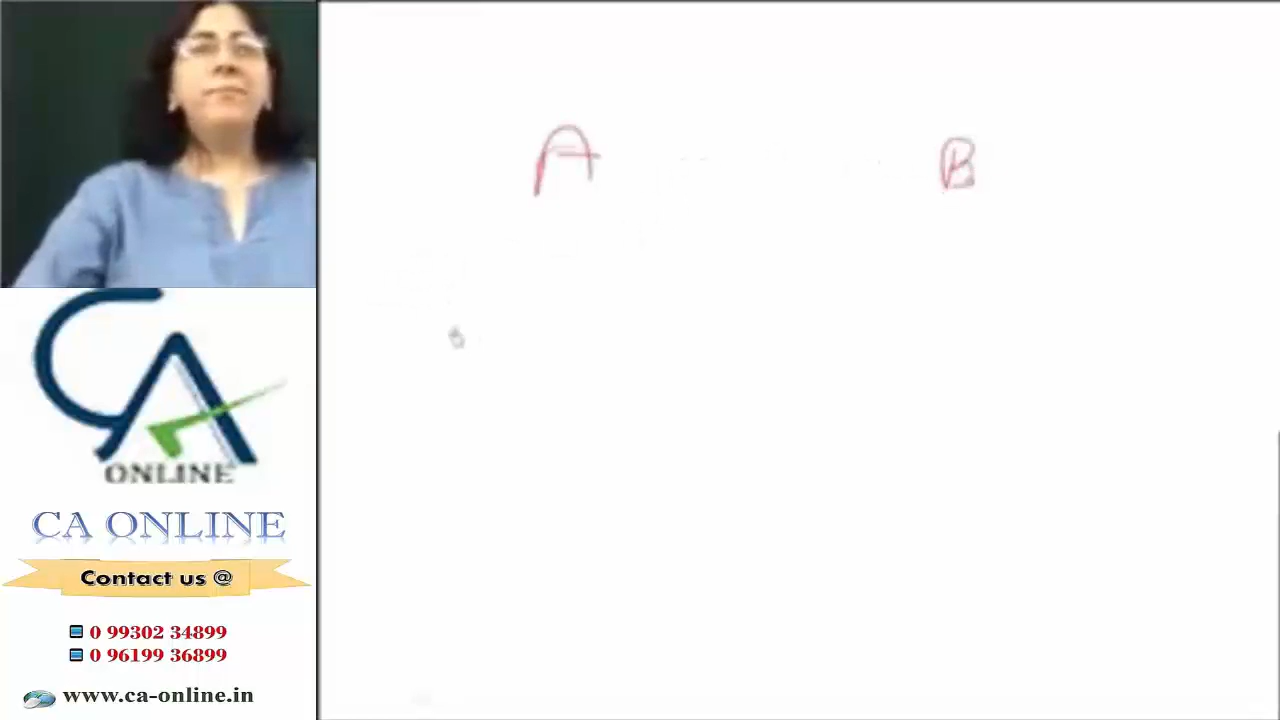 A B
CA
ONLINE
CA ONLINE
Contact us @
0 99302 34899
0 96199 36899
www.ca-online.in